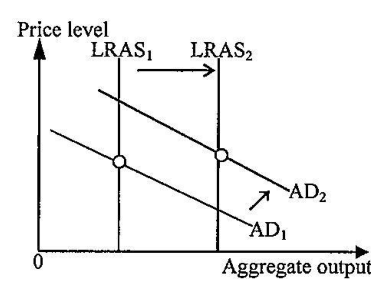 Price level
LRAS₁ LRAS₂
AD₂
AD₁
0
Aggregate output